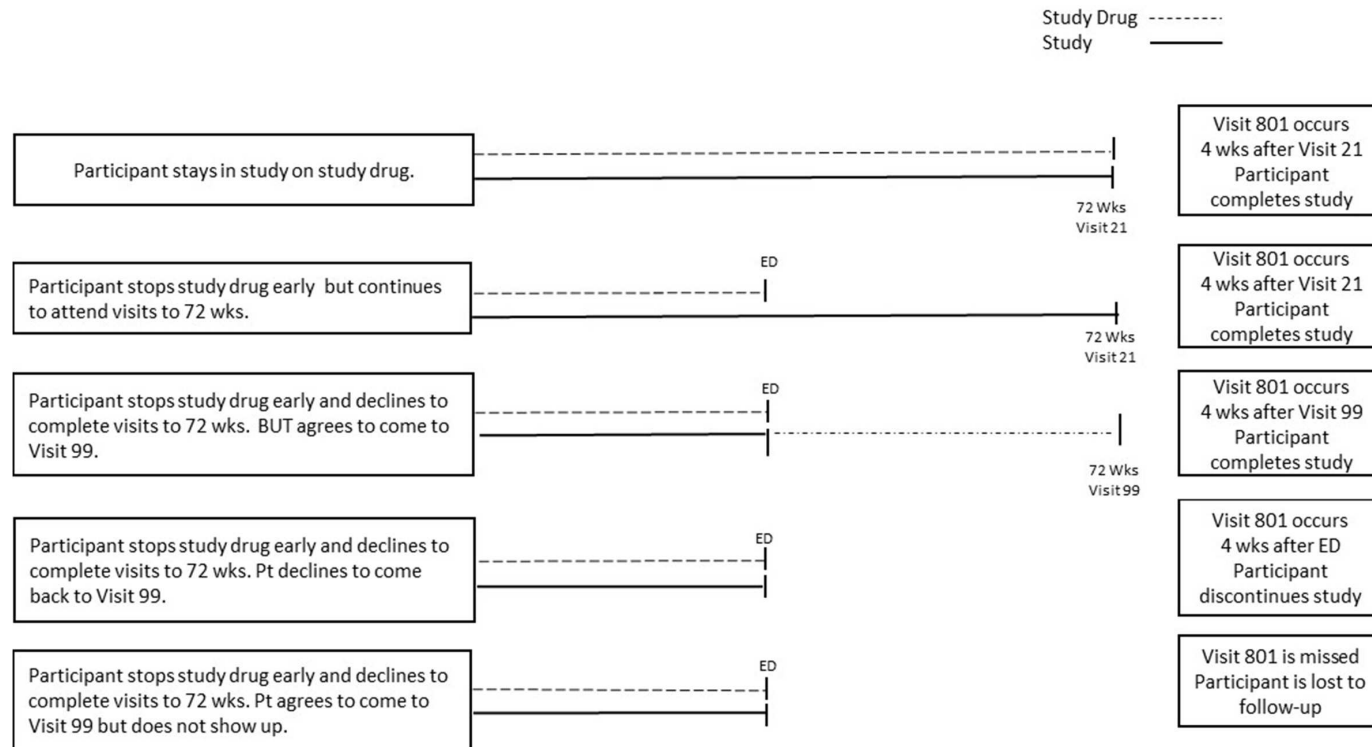 Study Drug
Study
Participant stays in study on study drug.
72 Wks
Visit 21
Visit 801 occurs
4 wks after Visit 21
Participant
completes study
Participant stops study drug early but continues
to attend visits to 72 wks.
ED
72 Wks
Visit 21
Visit 801 occurs
4 wks after Visit 21
Participant
completes study
Participant stops study drug early and declines to
complete visits to 72 wks. BUT agrees to come to
Visit 99.
ED
72 Wks
Visit 99
Visit 801 occurs
4 wks after Visit 99
Participant
completes study
Participant stops study drug early and declines to
complete visits to 72 wks. Pt declines to come
back to Visit 99.
ED
Visit 801 occurs
4 wks after ED
Participant
discontinues study
Participant stops study drug early and declines to
complete visits to 72 wks. Pt agrees to come to
Visit 99 but does not show up.
ED
Visit 801 is missed
Participant is lost to
follow-up